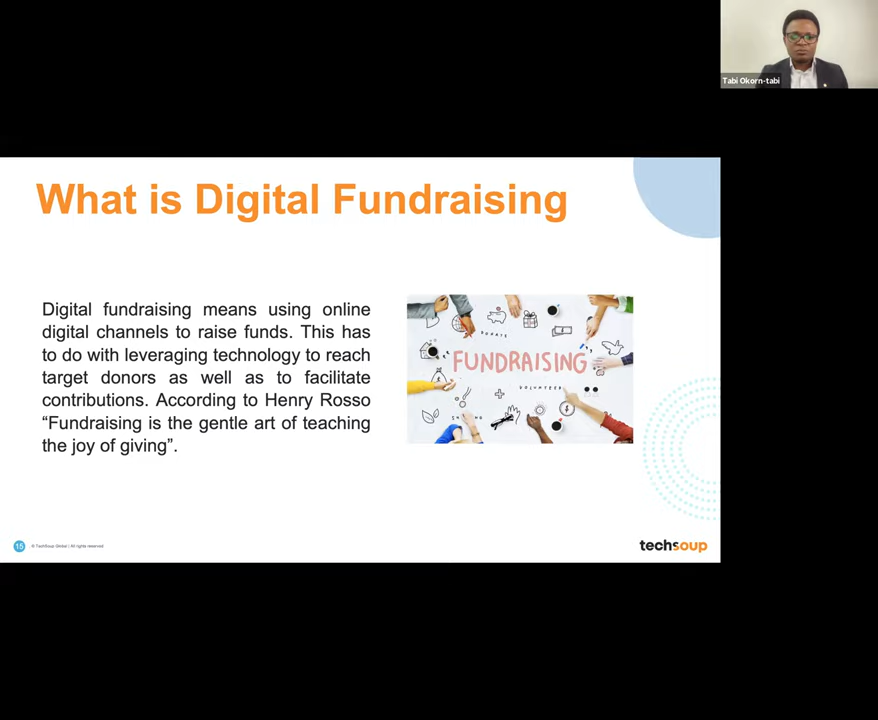 Tabi Okorn-tabi
What is Digital Fundraising
Digital fundraising means using online
digital channels to raise funds. This has
to do with leveraging technology to reach
target donors as well as to facilitate
contributions. According to Henry Rosso
“Fundraising is the gentle art of teaching
the joy of giving”.
DONATE
FUNDRAISING
VOLUNTEER
15
© TechSoup Global | All rights reserved
techsoup